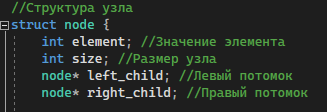 //Структура узла
struct node {
int element; //Значение элемента
int size; //Размер узла
node* left_child; //Левый потомок
node* right_child; //Правый потомок